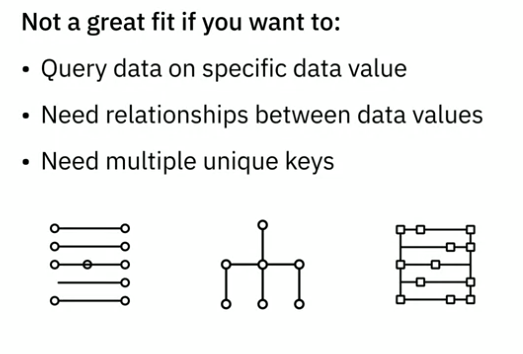 Not a great fit if you want to:
• Query data on specific data value
• Need relationships between data values
• Need multiple unique keys